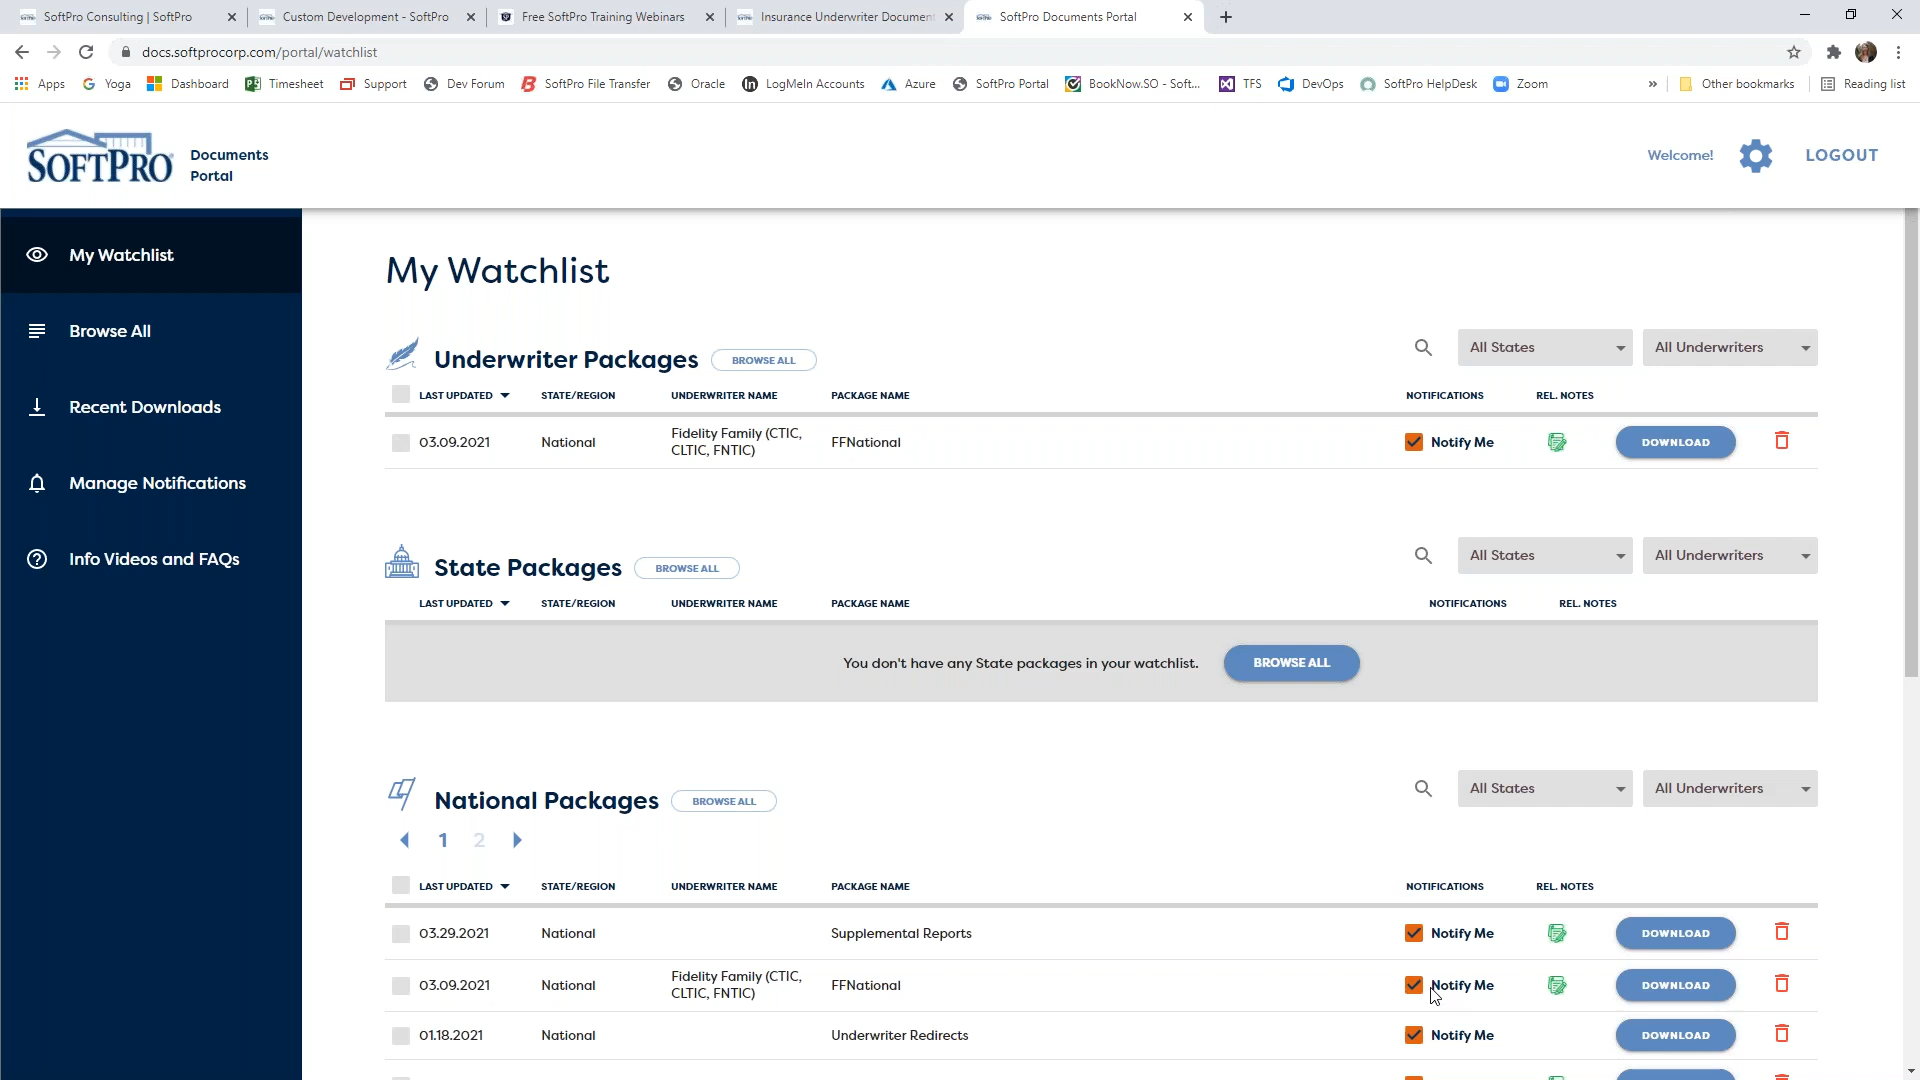 SoftPro Consulting | SoftPro
Custom Development - SoftPro
Free SoftPro Training Webinars
Insurance Underwriter Documen
SoftPro Documents Portal
docs.softprocorp.com/portal/watchlist
Apps
Yoga
Dashboard
Timesheet
Support
Dev Forum
SoftPro File Transfer
Oracle
LogMeIn Accounts
Azure
SoftPro Portal
BookNow.SO - Soft...
TFS
DevOps
SoftPro HelpDesk
Zoom
»
Other bookmarks
Reading list
SOFTPRO
Documents
Portal
Welcome!
LOGOUT
My Watchlist
Browse All
Recent Downloads
Manage Notifications
Info Videos and FAQs
My Watchlist
Underwriter Packages
BROWSE ALL
All States
All Underwriters
LAST UPDATED STATE/REGION UNDERWRITER NAME PACKAGE NAME NOTIFICATIONS REL. NOTES
03.09.2021 National Fidelity Family (CTIC, CLTIC, FNTIC) FFNational Notify Me DOWNLOAD
State Packages
BROWSE ALL
All States
All Underwriters
LAST UPDATED STATE/REGION UNDERWRITER NAME PACKAGE NAME NOTIFICATIONS REL. NOTES
You don't have any State packages in your watchlist. BROWSE ALL
National Packages
BROWSE ALL
All States
All Underwriters
1 2
LAST UPDATED STATE/REGION UNDERWRITER NAME PACKAGE NAME NOTIFICATIONS REL. NOTES
03.29.2021 National Supplemental Reports Notify Me DOWNLOAD
03.09.2021 National Fidelity Family (CTIC, CLTIC, FNTIC) FFNational Notify Me DOWNLOAD
01.18.2021 National Underwriter Redirects Notify Me DOWNLOAD